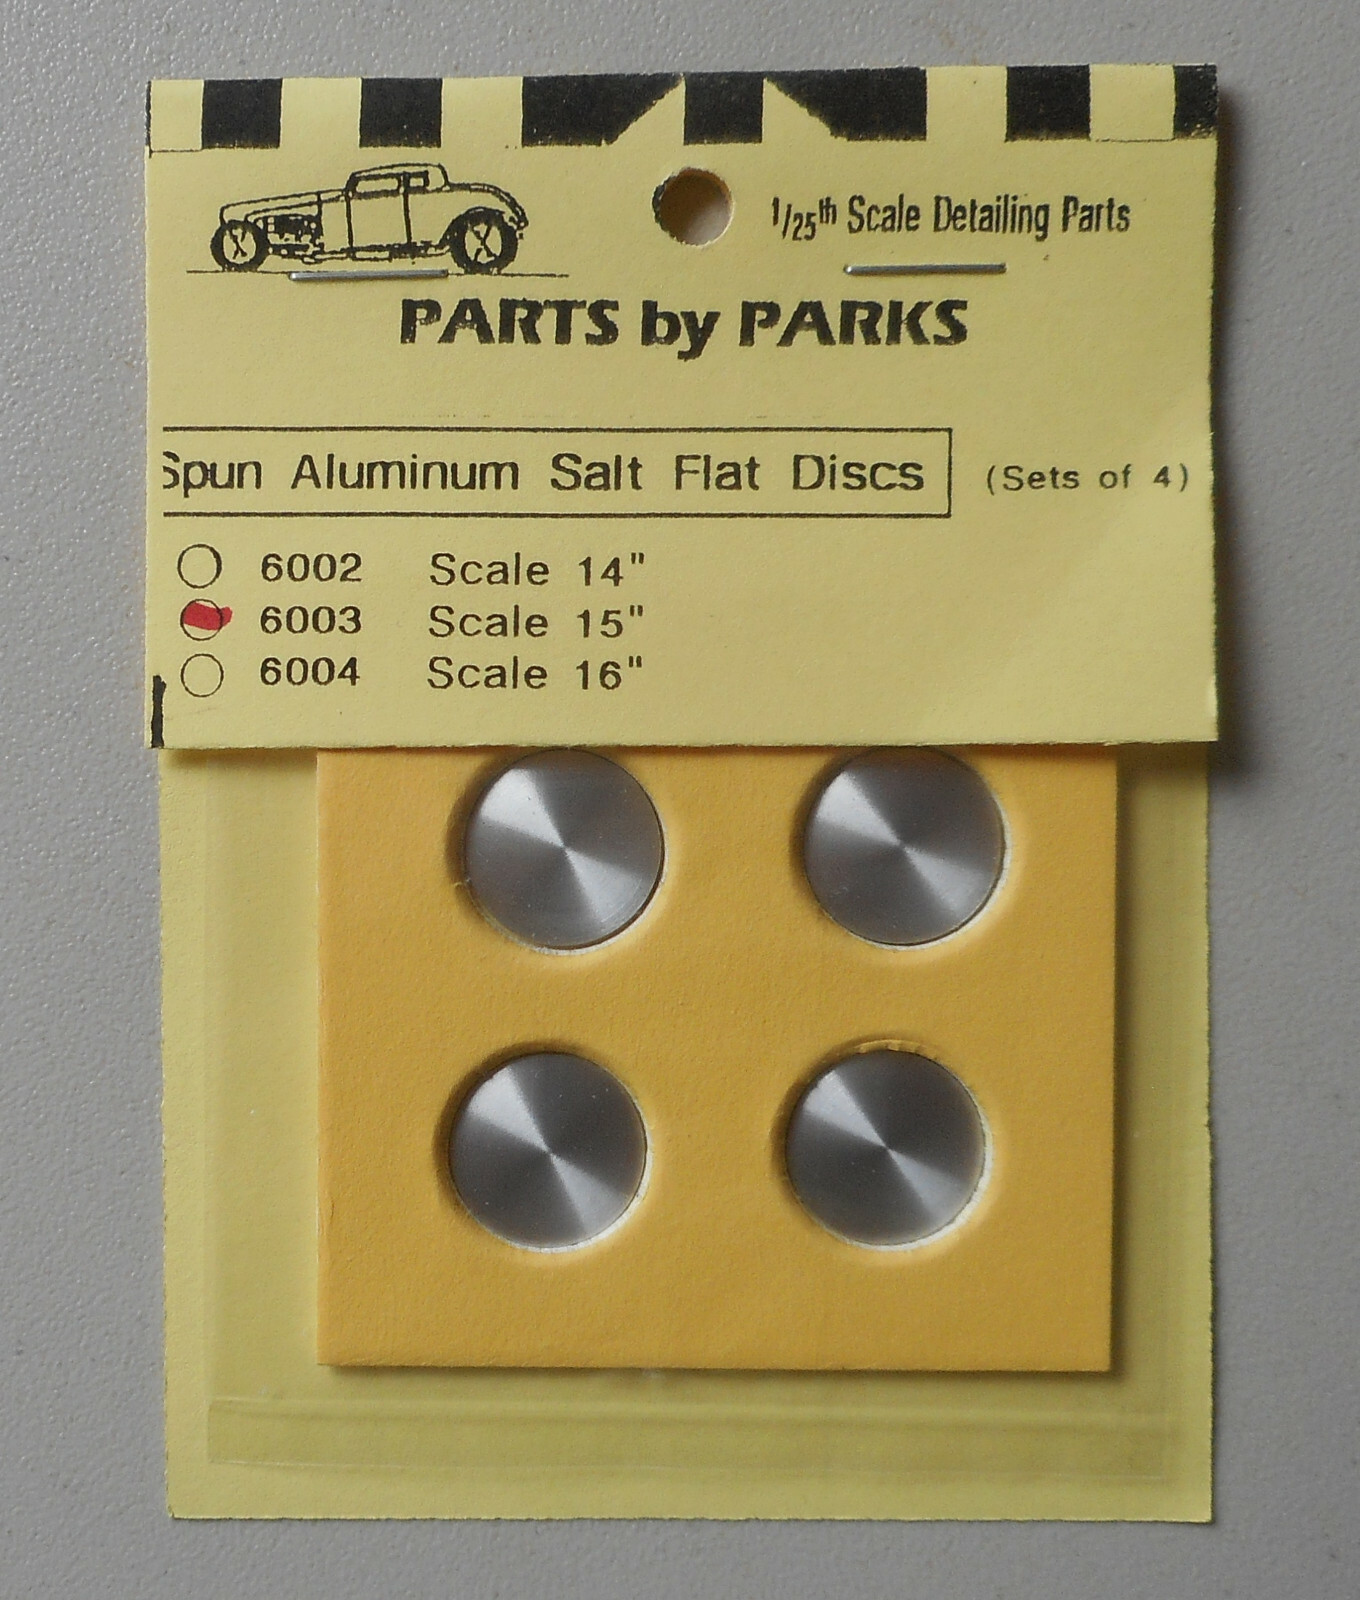 1/25th Scale Detailing Parts
PARTS by PARKS
Spun Aluminum Salt Flat Discs (Sets of 4)
6002 Scale 14"
6003 Scale 15"
6004 Scale 16"